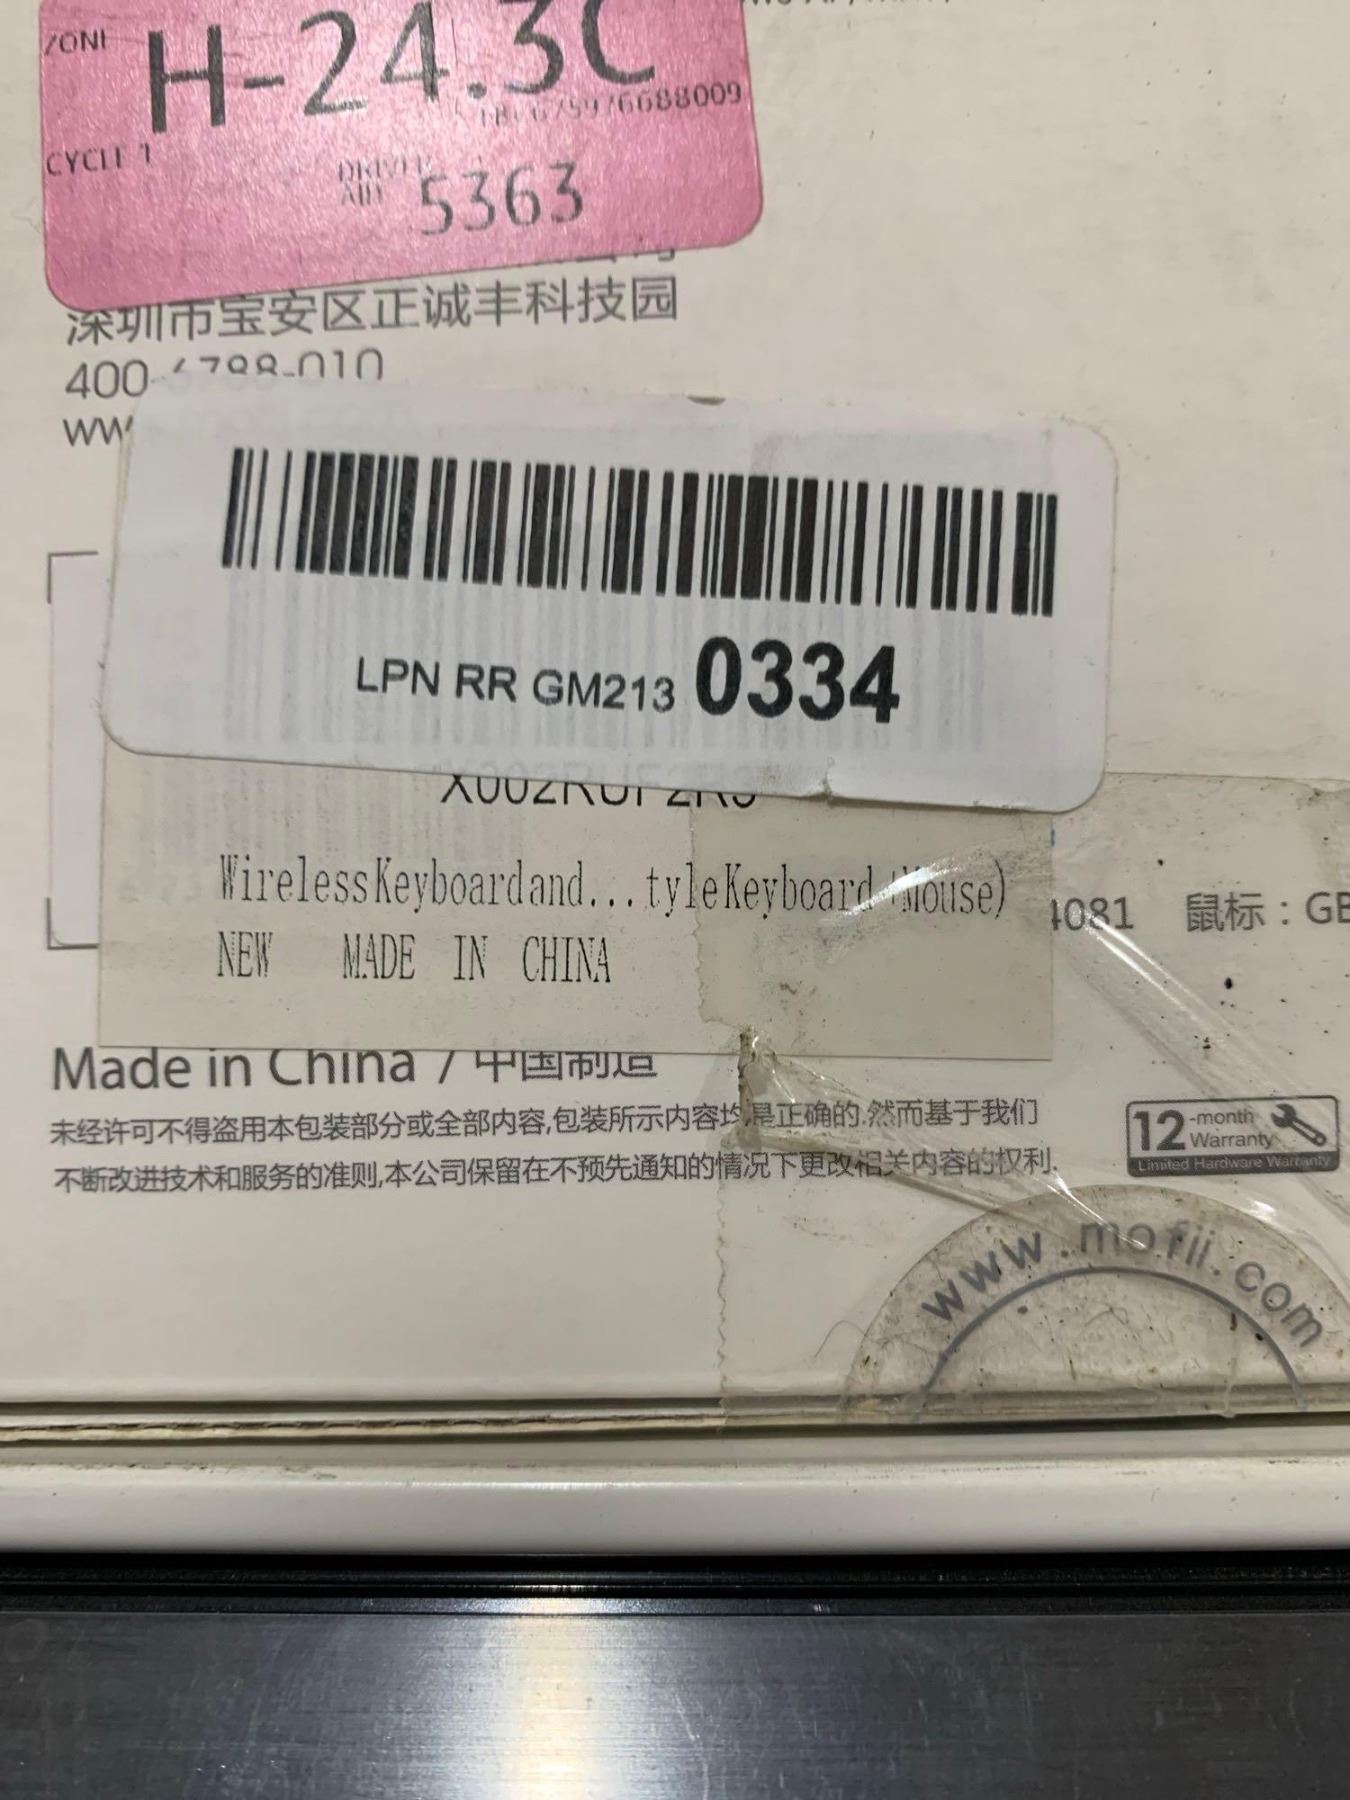 H-24.3C
CYCLE 1
5363
深圳市宝安区正诚丰科技园
400-6788-010
LPN RR GM213 0334
WirelessKeyboardand...tyleKeyboard+Mouse)
NEW MADE IN CHINA
4081 鼠标：GB
Made in China / 中国制造
未经许可不得盗用本包装部分或全部内容,包装所示内容均是正确的.然而基于我们
不断改进技术和服务的准则,本公司保留在不预先通知的情况下更改相关内容的权利.
12-month
Warranty
Limited Hardware Warranty
www.mofii.com